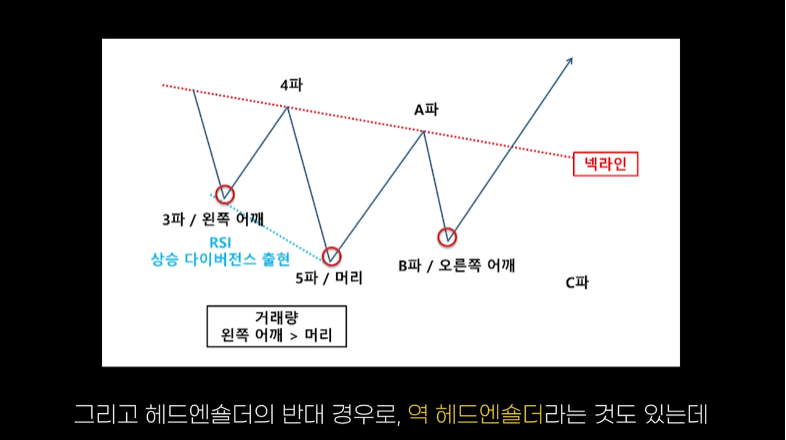 4파
A파
넥라인
3파 / 왼쪽 어깨
RSI
상승 다이버전스 출현
5파 / 머리
B파 / 오른쪽 어깨
C파
거래량
왼쪽 어깨 > 머리
그리고 헤드엔숄더의 반대 경우로, 역 헤드엔숄더라는 것도 있는데